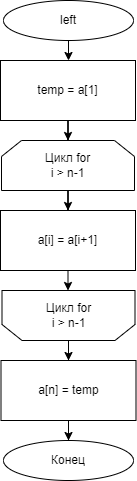 left
temp = a[1]
Цикл for
i > n-1
a[i] = a[i+1]
Цикл for
i > n-1
a[n] = temp
Конец